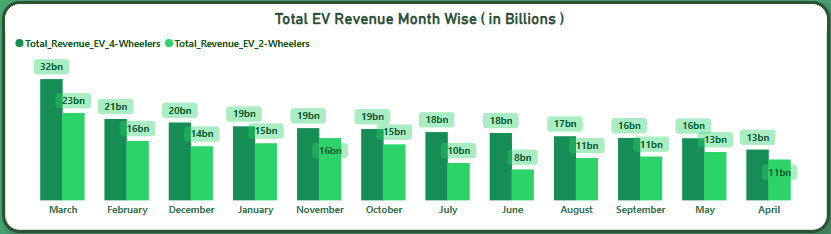 Total EV Revenue Month Wise ( in Billions )
Total_Revenue_EV_4-Wheelers Total_Revenue_EV_2-Wheelers
32bn 23bn 21bn 16bn 20bn 14bn 19bn 15bn 19bn 16bn 19bn 15bn 18bn 10bn 18bn 8bn 17bn 11bn 16bn 11bn 16bn 13bn 13bn 11bn
March February December January November October July June August September May April